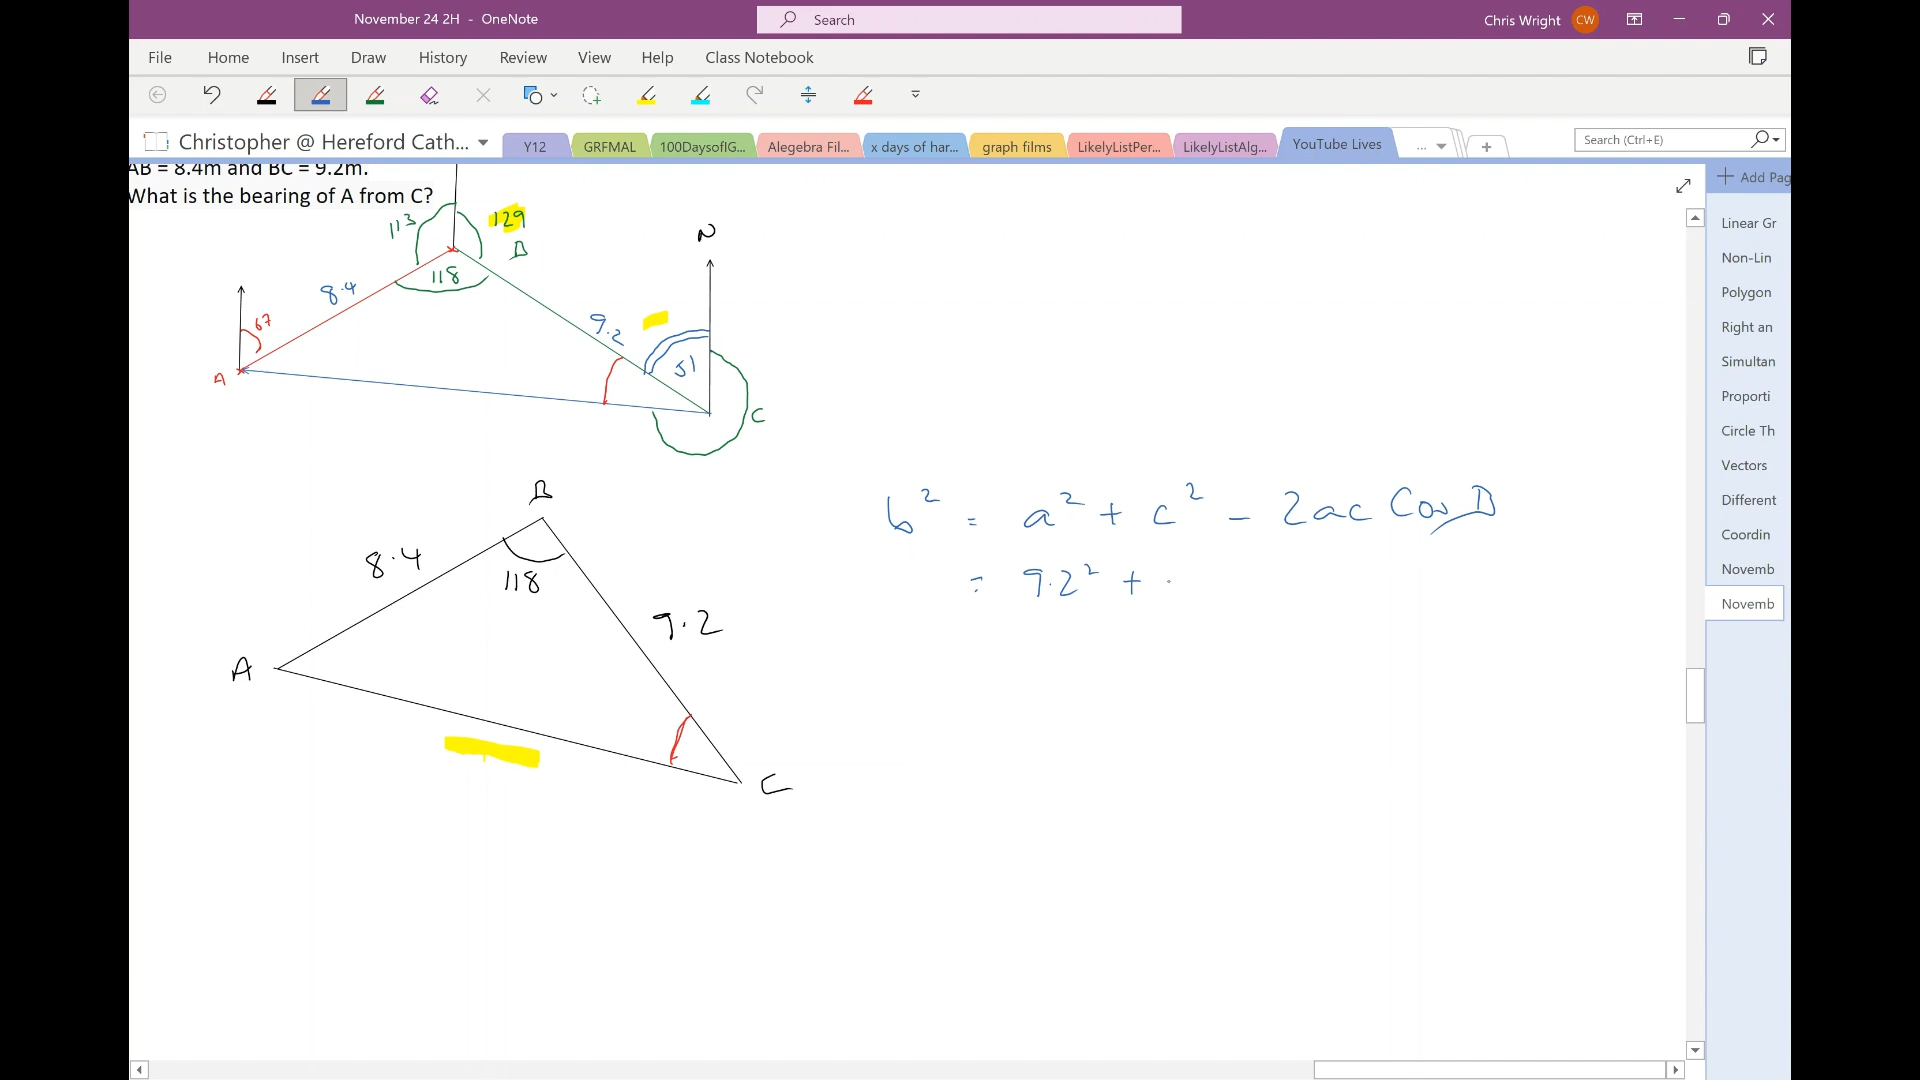 November 24 2H - OneNote
Search
Chris Wright CW
File Home Insert Draw History Review View Help Class Notebook
Christopher @ Hereford Cath...
Y12 GRFMAL 100DaysofIG... Alegebra Fil... x days of har... graph films LikelyListPer... LikelyListAlg... YouTube Lives ...
Search (Ctrl+E)
Add Pag
AB = 8.4m and BC = 9.2m.
What is the bearing of A from C?
113 129
B
118
N
8.4
67
9.2
51
A
C
B
8.4
118
9.2
A
C
b² = a² + c² - 2ac Cos B
= 9.2² +
Linear Gr
Non-Lin
Polygon
Right an
Simultan
Proporti
Circle Th
Vectors
Different
Coordin
Novemb
Novemb